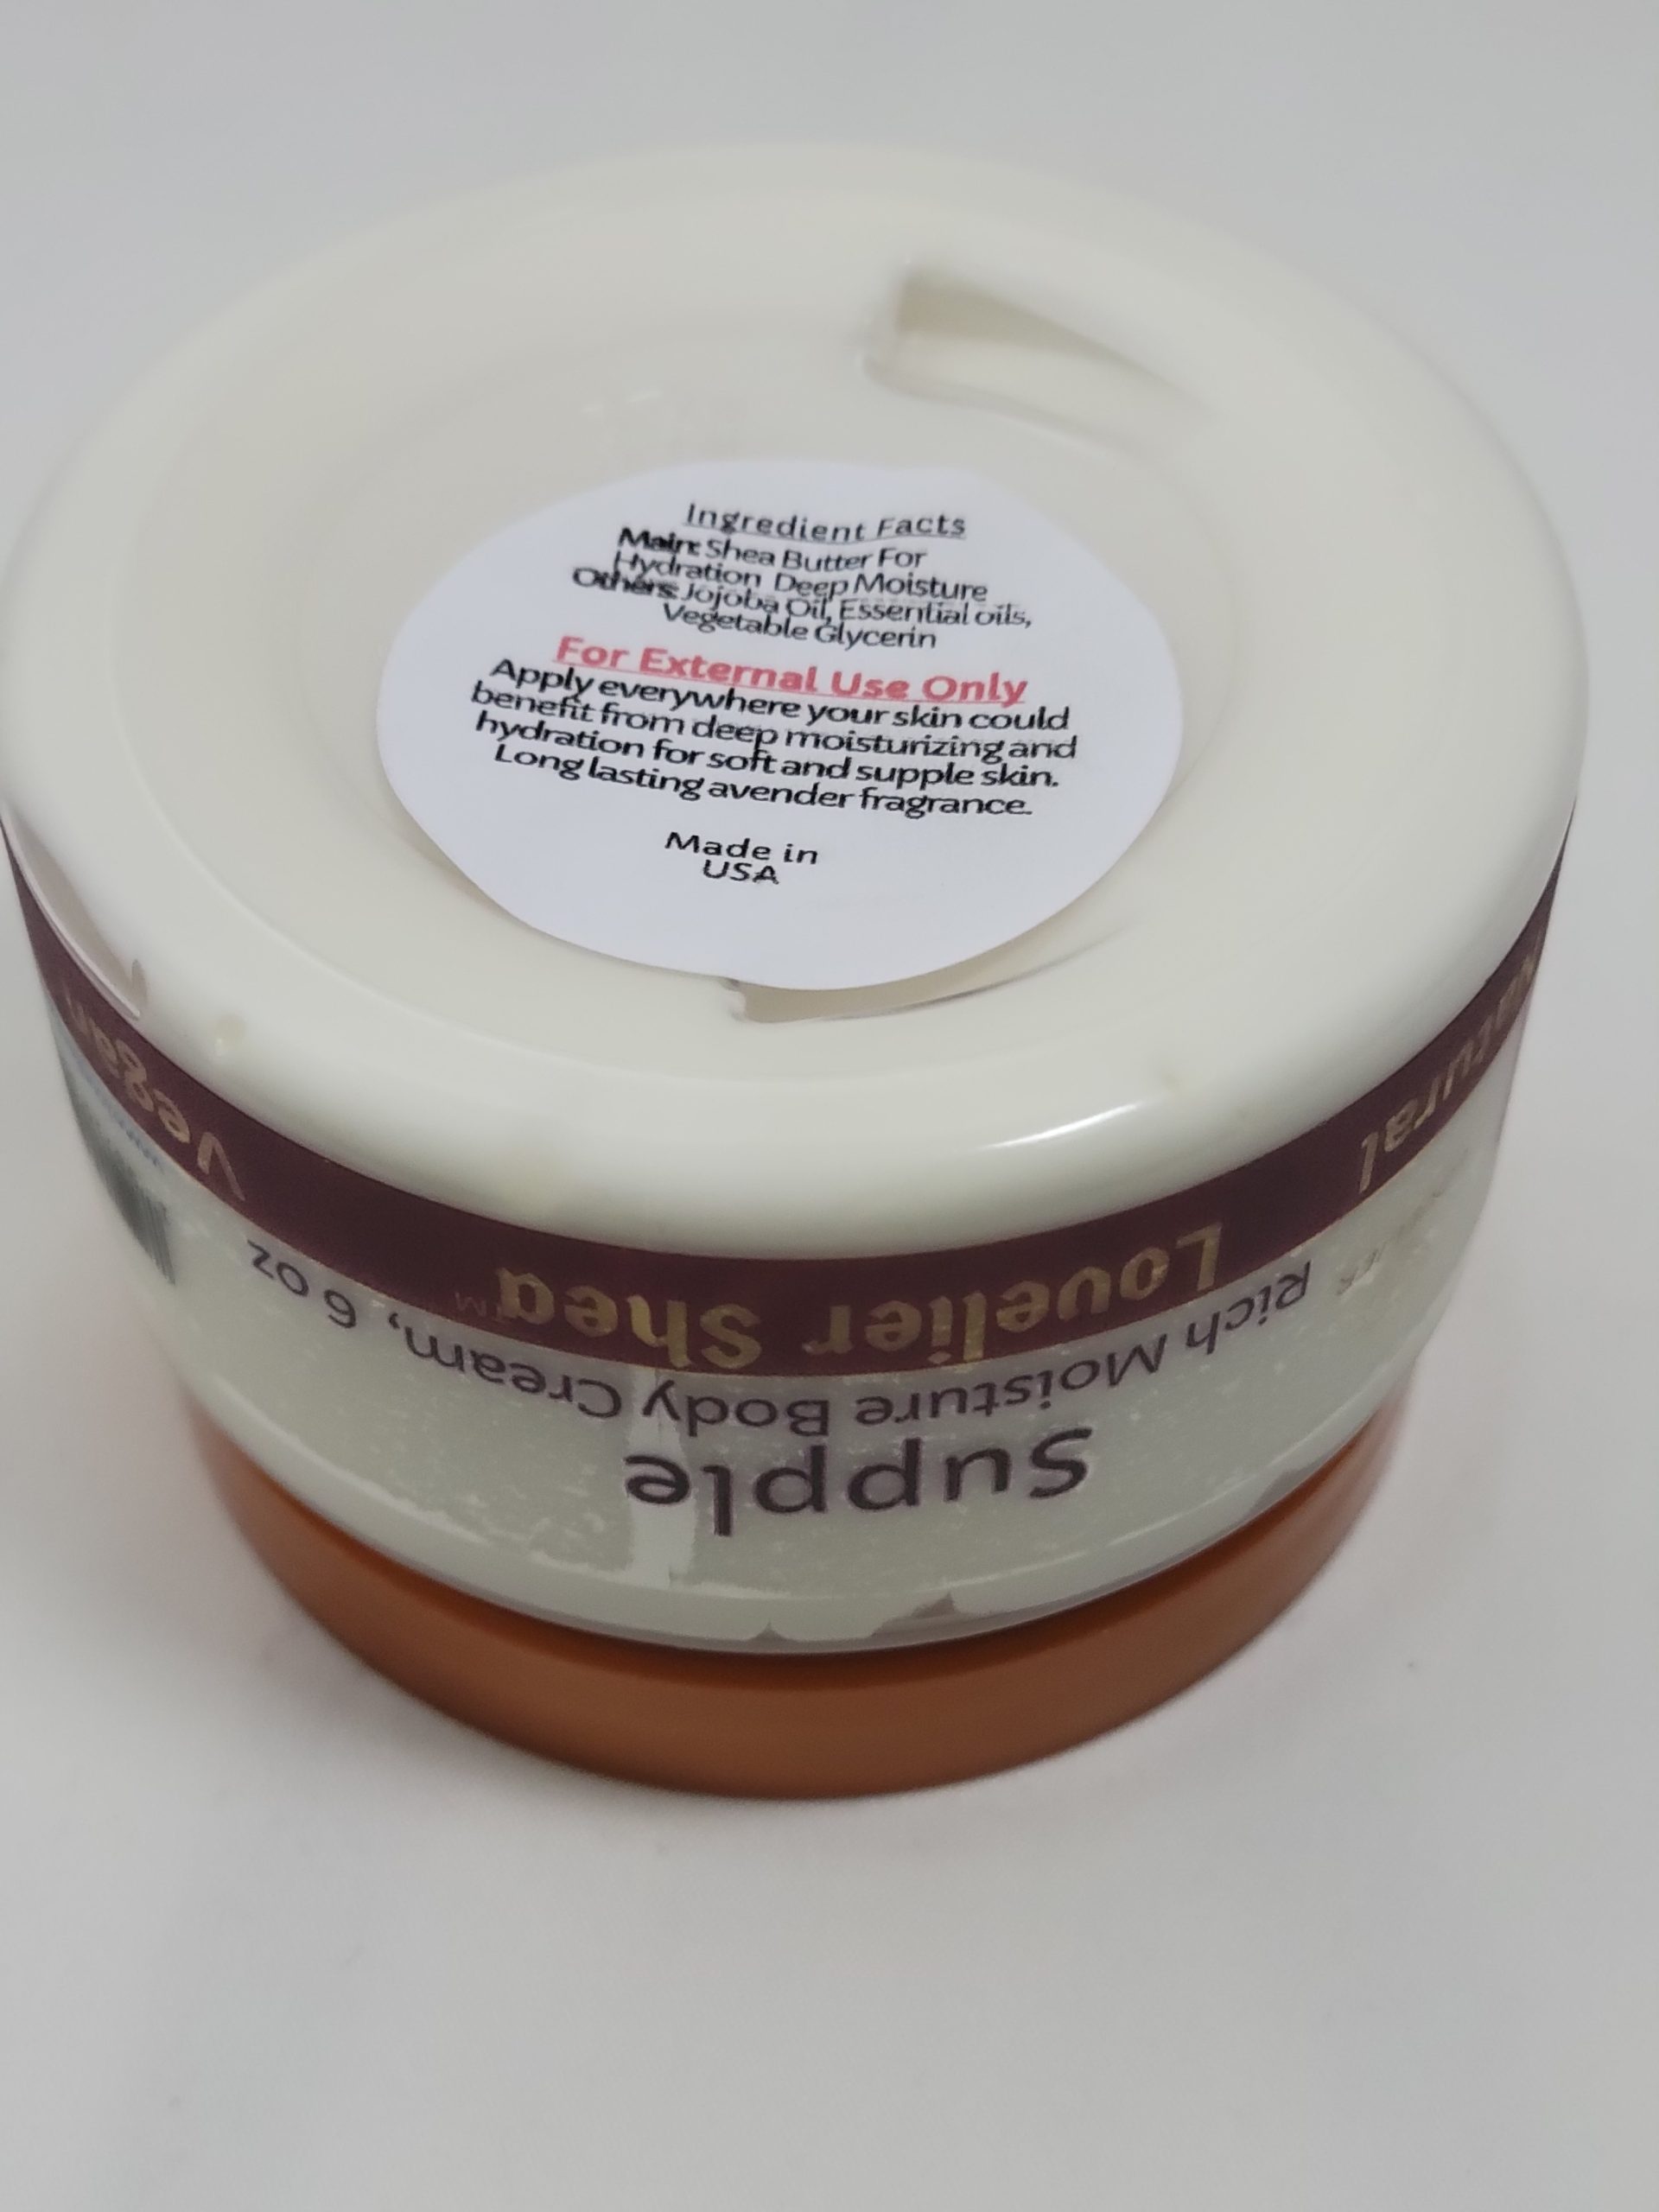 Ingredient Facts
Main: Shea Butter For
Hydration Deep Moisture
Others: Jojoba Oil, Essential oils,
Vegetable Glycerin
For External Use Only
Apply everywhere your skin could
benefit from deep moisturizing and
hydration for soft and supple skin.
Long lasting avender fragrance.
Made in
USA
Vegan
Lovelier Shea™
Natural
Rich Moisture Body Cream, 6 oz
Supple